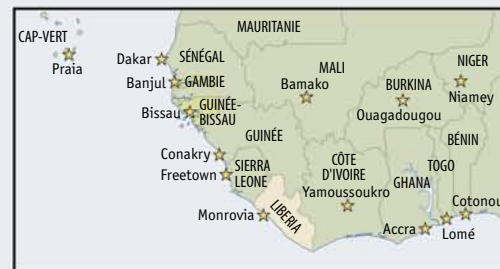 MAURITANIE
CAP-VERT
Praia
Dakar
SÉNÉGAL
MALI
NIGER
Banjul
GAMBIE
Bamako
BURKINA
Niamey
Bissau
GUINÉE-
BISSAU
Ouagadougou
GUINÉE
BÉNIN
Conakry
SIERRA
LEONE
CÔTE
D'IVOIRE
TOGO
Freetown
GHANA
Yamoussoukro
Cotonou
Monrovia
LIBERIA
Accra
Lomé